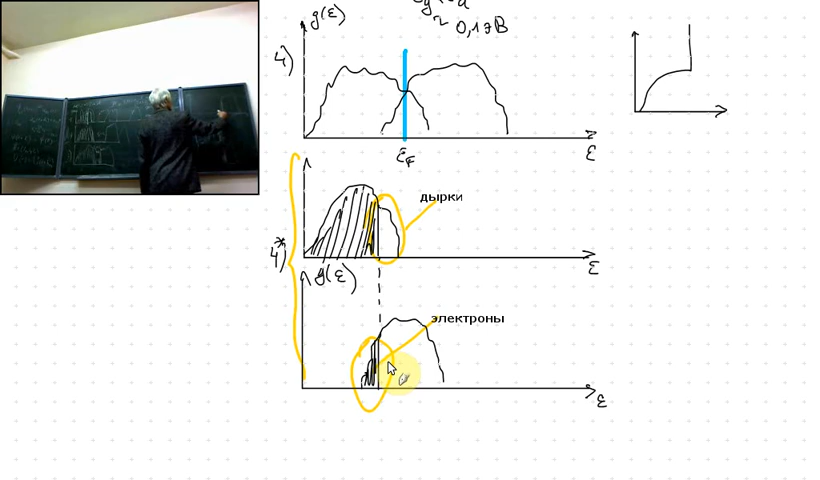 ~ 0,1 эВ
g(ε)
4)
ε_F
ε
дырки
ε
4*)
g(ε)
электроны
ε